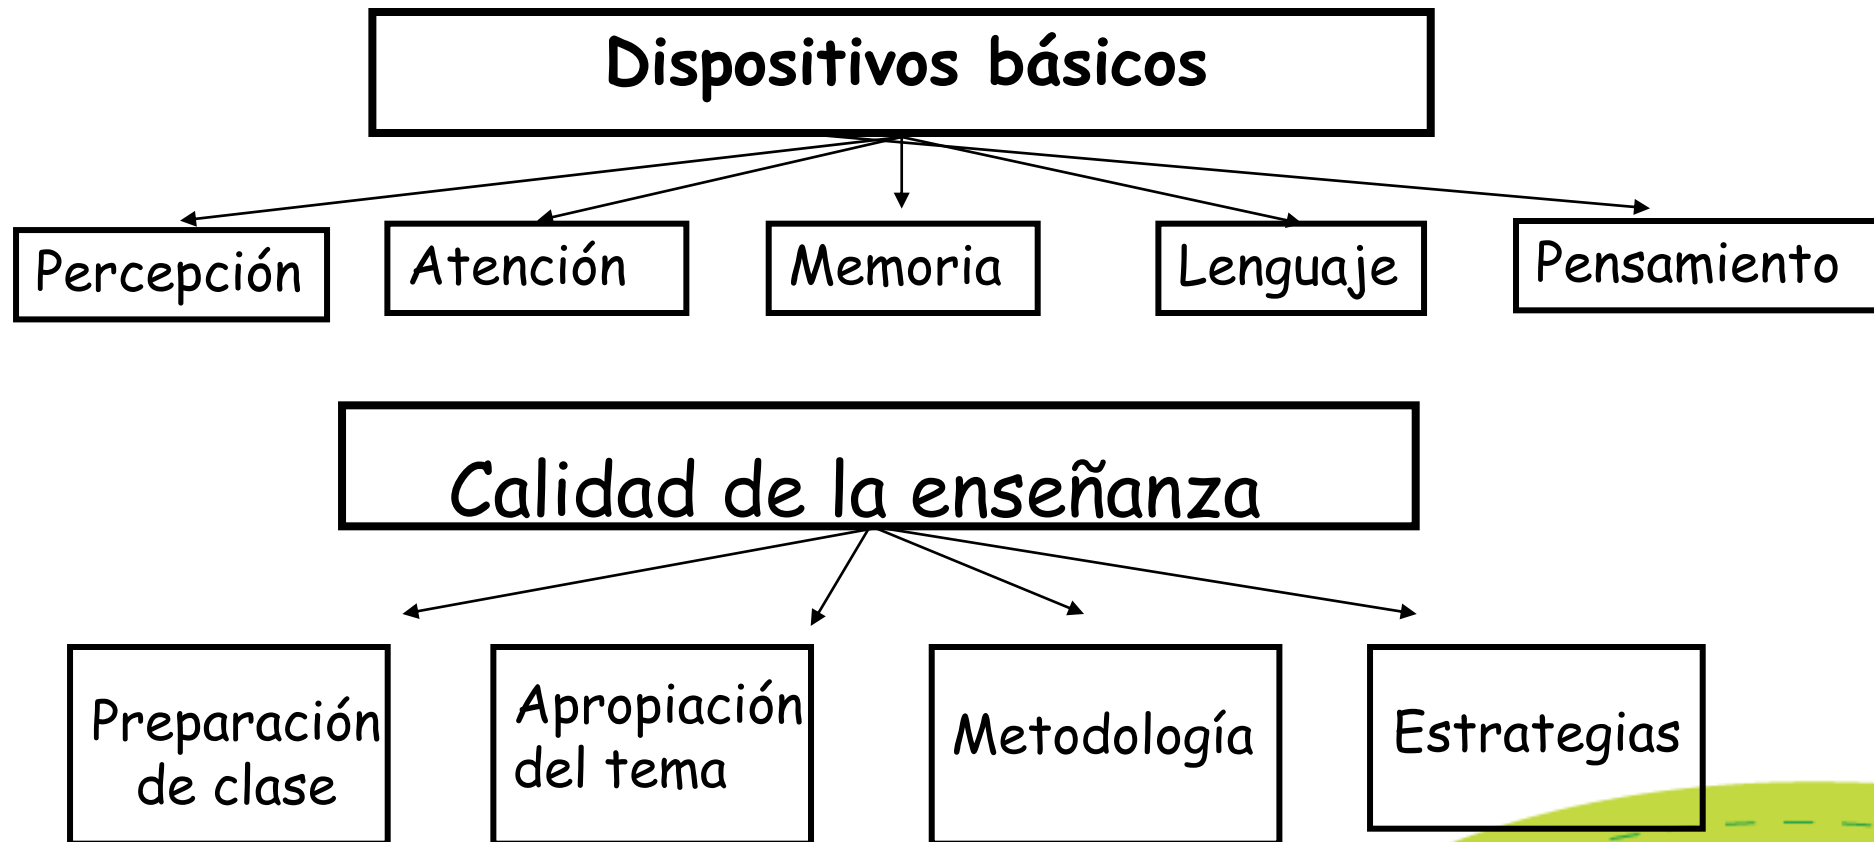 Dispositivos básicos
Percepción
Atención
Memoria
Lenguaje
Pensamiento
Calidad de la enseñanza
Preparación
de clase
Apropiación
del tema
Metodología
Estrategias